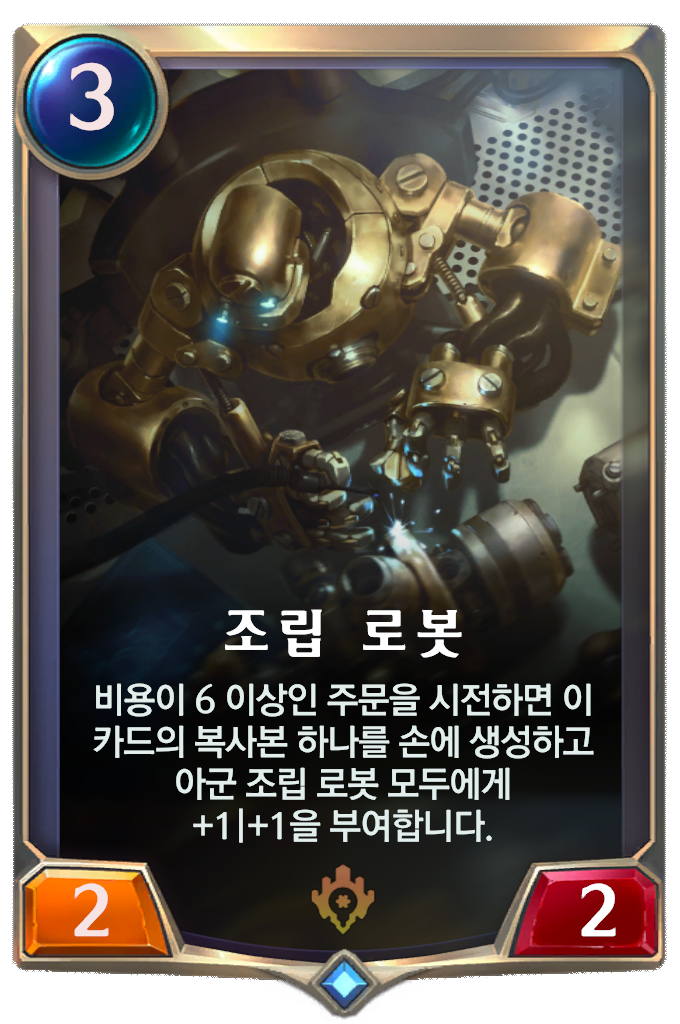 3
조립 로봇
비용이 6 이상인 주문을 시전하면 이
카드의 복사본 하나를 손에 생성하고
아군 조립 로봇 모두에게
+1|+1을 부여합니다.
2
2